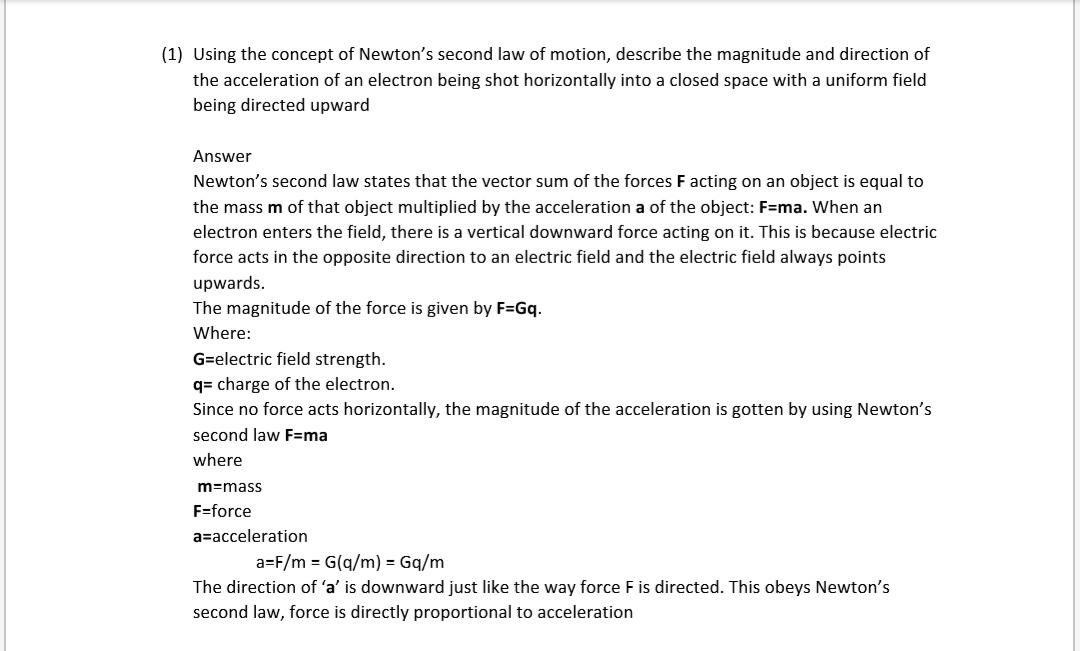 (1) Using the concept of Newton’s second law of motion, describe the magnitude and direction of
the acceleration of an electron being shot horizontally into a closed space with a uniform field
being directed upward
Answer
Newton’s second law states that the vector sum of the forces F acting on an object is equal to
the mass m of that object multiplied by the acceleration a of the object: F=ma. When an
electron enters the field, there is a vertical downward force acting on it. This is because electric
force acts in the opposite direction to an electric field and the electric field always points
upwards.
The magnitude of the force is given by F=Gq.
Where:
G=electric field strength.
q= charge of the electron.
Since no force acts horizontally, the magnitude of the acceleration is gotten by using Newton’s
second law F=ma
where
m=mass
F=force
a=acceleration
a=F/m = G(q/m) = Gq/m
The direction of ‘a’ is downward just like the way force F is directed. This obeys Newton’s
second law, force is directly proportional to acceleration